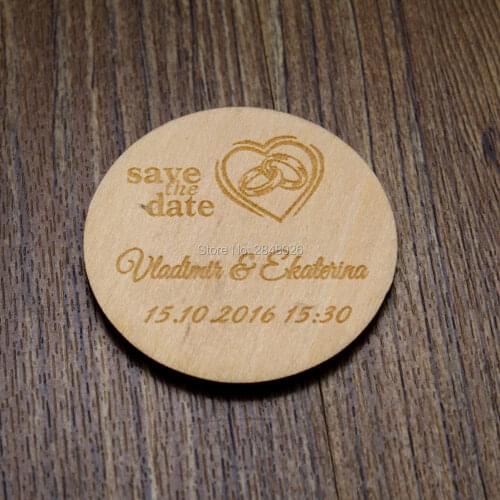 save
the
date
Store No: 2848026
Vladimir & Ekaterina
15.10.2016 15:30